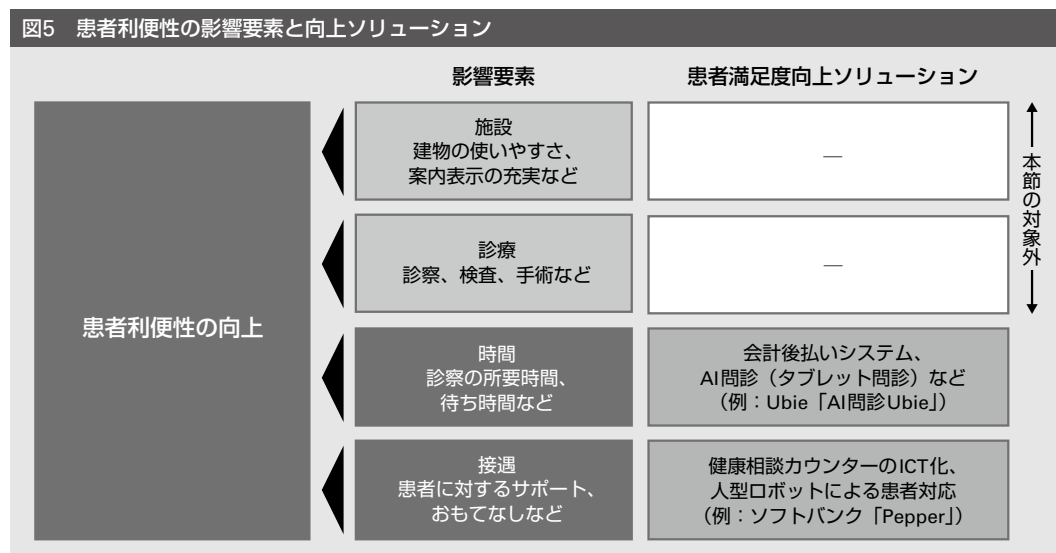 図5 患者利便性の影響要素と向上ソリューション
影響要素
患者満足度向上ソリューション
患者利便性の向上
施設
建物の使いやすさ、
案内表示の充実など
—
診療
診察、検査、手術など
—
本節の対象外
時間
診察の所要時間、
待ち時間など
会計後払いシステム、
AI問診（タブレット問診）など
（例：Ubie「AI問診Ubie」）
接遇
患者に対するサポート、
おもてなしなど
健康相談カウンターのICT化、
人型ロボットによる患者対応
（例：ソフトバンク「Pepper」）